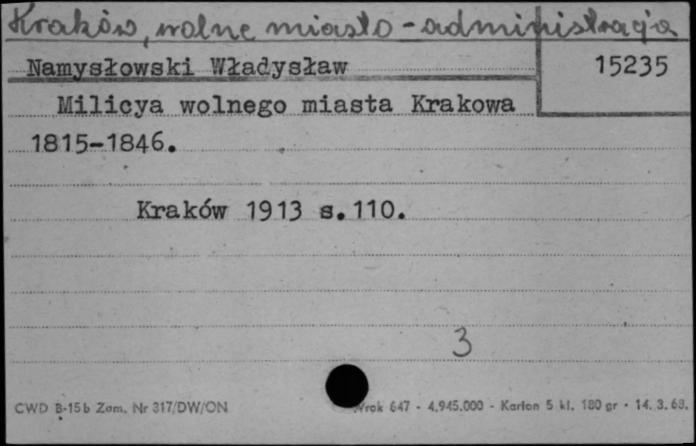 Kraków, wolne miasto - administracja
Namysłowski Władysław 15235
Milicya wolnego miasta Krakowa
1815-1846.
Kraków 1913 s.110.
3
CWD B-15b Zam. Nr 317/DW/ON 647 - 4.945.000 - Karton 5 kl. 180 gr - 14. 3. 68.